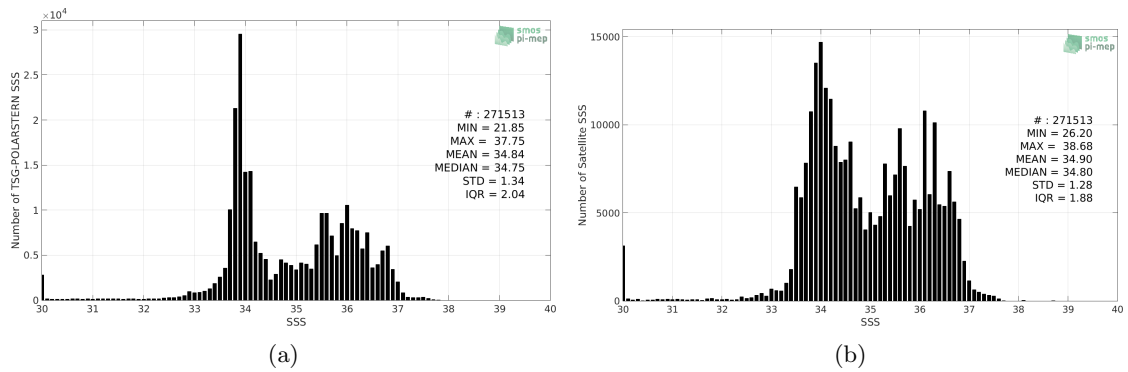 ×10⁴
3
2.5
2
1.5
1
0.5
0
Number of TSG-POLARSTERN SSS
30 31 32 33 34 35 36 37 38 39 40
SSS
smos
pi-mep
# : 271513
MIN = 21.85
MAX = 37.75
MEAN = 34.84
MEDIAN = 34.75
STD = 1.34
IQR = 2.04
(a)
15000
10000
5000
0
Number of Satellite SSS
30 31 32 33 34 35 36 37 38 39 40
SSS
smos
pi-mep
# : 271513
MIN = 26.20
MAX = 38.68
MEAN = 34.90
MEDIAN = 34.80
STD = 1.28
IQR = 1.88
(b)